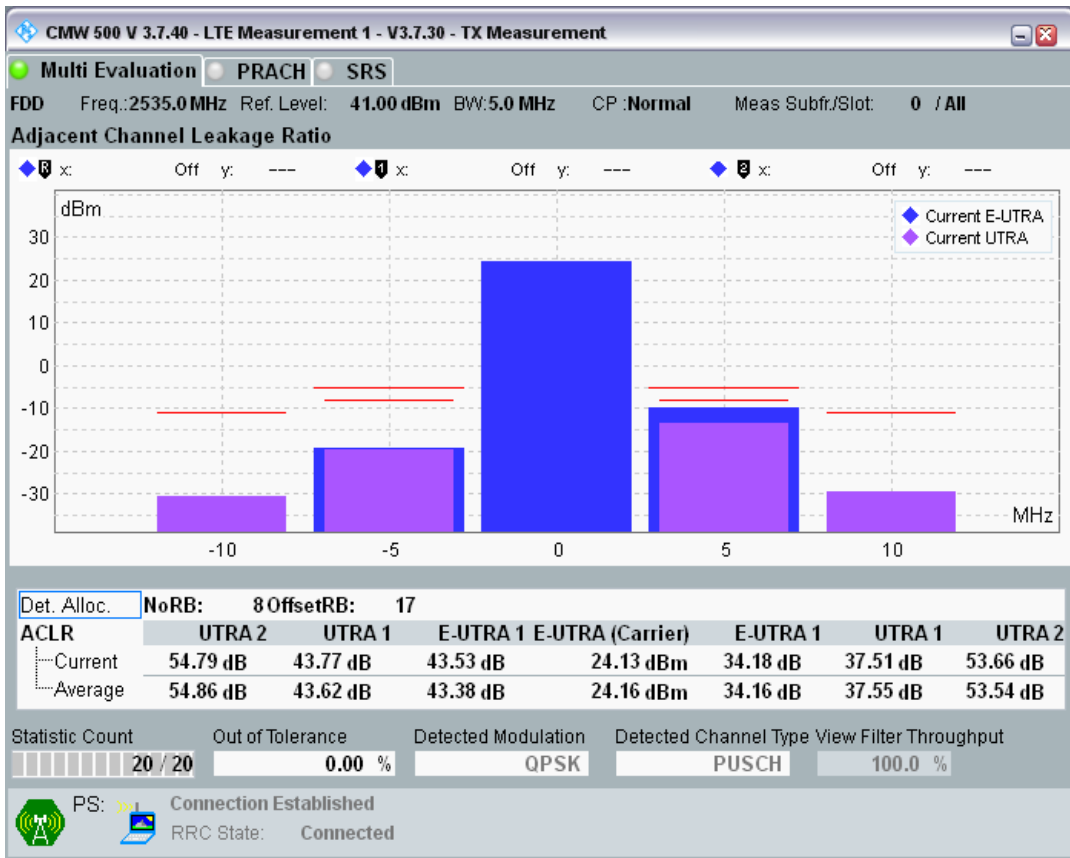 CMW 500 V 3.7.40 - LTE Measurement 1 - V3.7.30 - TX Measurement
Multi Evaluation PRACH SRS
FDD Freq.:2535.0 MHz Ref. Level: 41.00 dBm BW:5.0 MHz CP :Normal Meas Subfr./Slot: 0 / All
Adjacent Channel Leakage Ratio
R x: Off y: --- 1 x: Off y: --- 2 x: Off y: ---
dBm
Current E-UTRA
Current UTRA
30
20
10
0
-10
-20
-30
MHz
-10 -5 0 5 10
Det. Alloc. NoRB: 8 OffsetRB: 17
ACLR UTRA 2 UTRA 1 E-UTRA 1 E-UTRA (Carrier) E-UTRA 1 UTRA 1 UTRA 2
Current 54.79 dB 43.77 dB 43.53 dB 24.13 dBm 34.18 dB 37.51 dB 53.66 dB
Average 54.86 dB 43.62 dB 43.38 dB 24.16 dBm 34.16 dB 37.55 dB 53.54 dB
Statistic Count Out of Tolerance Detected Modulation Detected Channel Type View Filter Throughput
20 / 20 0.00 % QPSK PUSCH 100.0 %
PS: Connection Established
RRC State: Connected